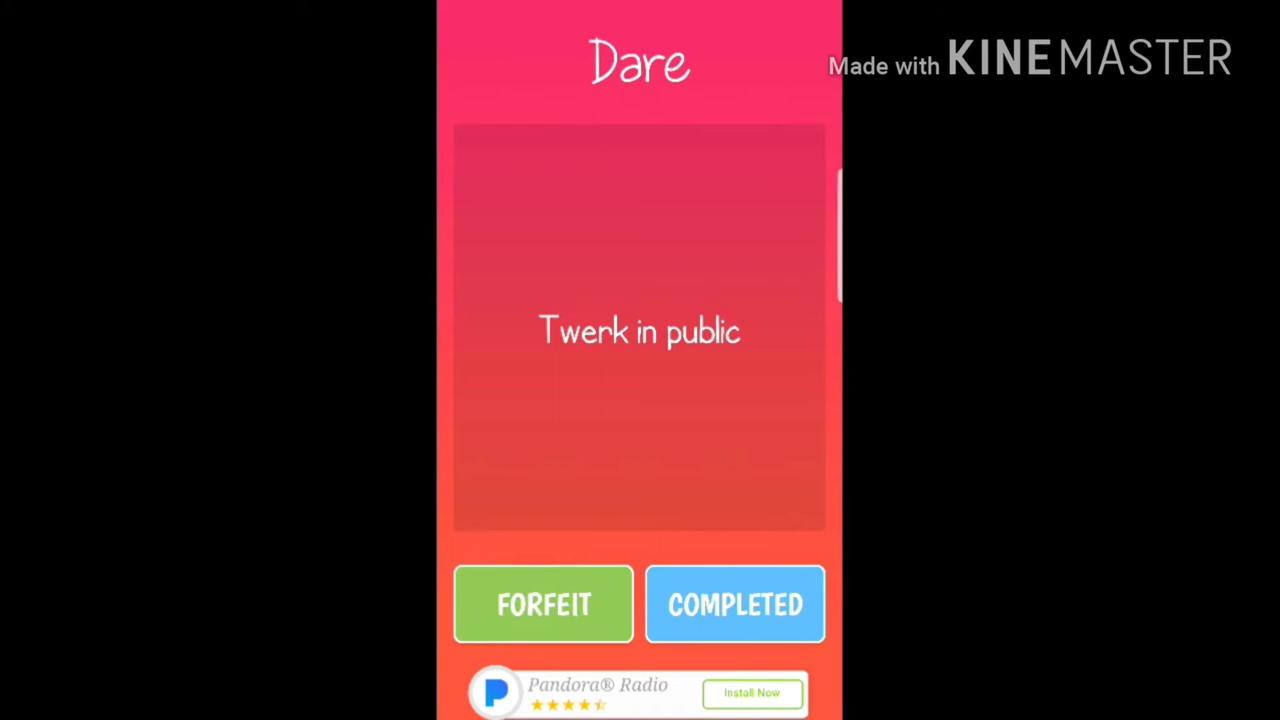 Dare
Made with KINEMASTER
Twerk in public
FORFEIT
COMPLETED
Pandora® Radio
Install Now